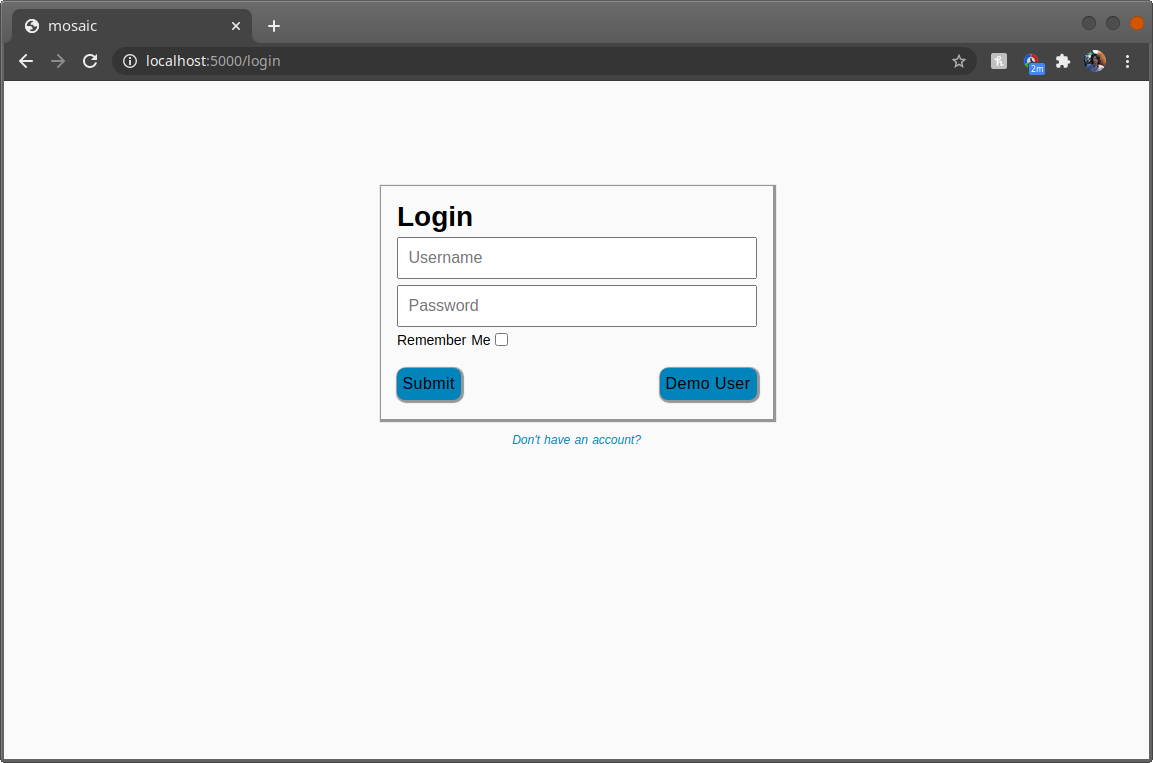 mosaic
localhost:5000/login
2m
Login
Username
Password
Remember Me
Submit Demo User
Don't have an account?